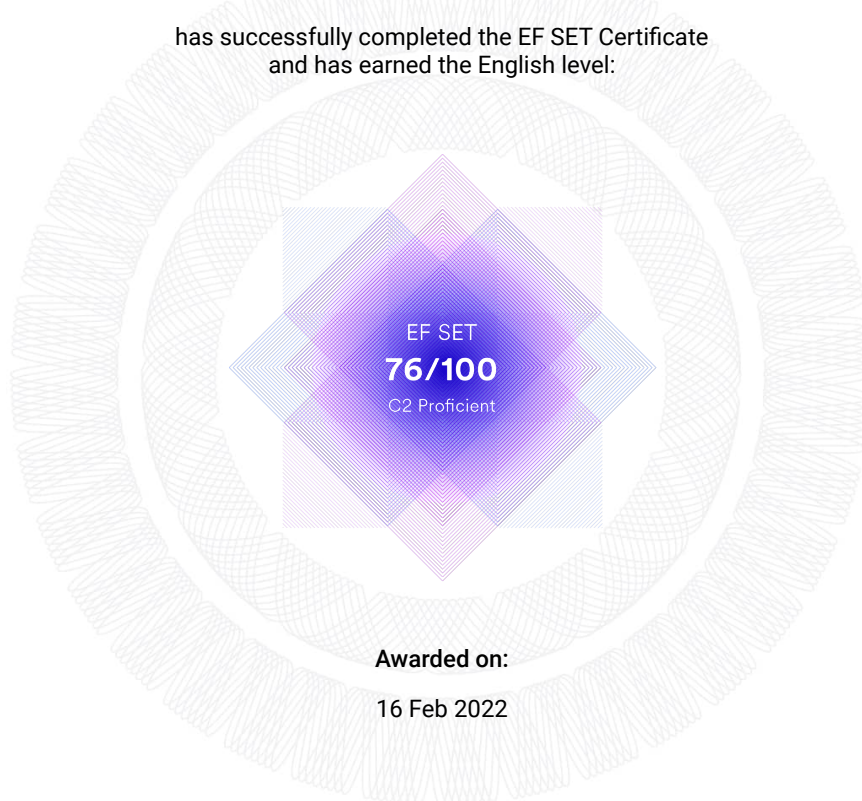 has successfully completed the EF SET Certificate
and has earned the English level:
EF SET
76/100
C2 Proficient
Awarded on:
16 Feb 2022